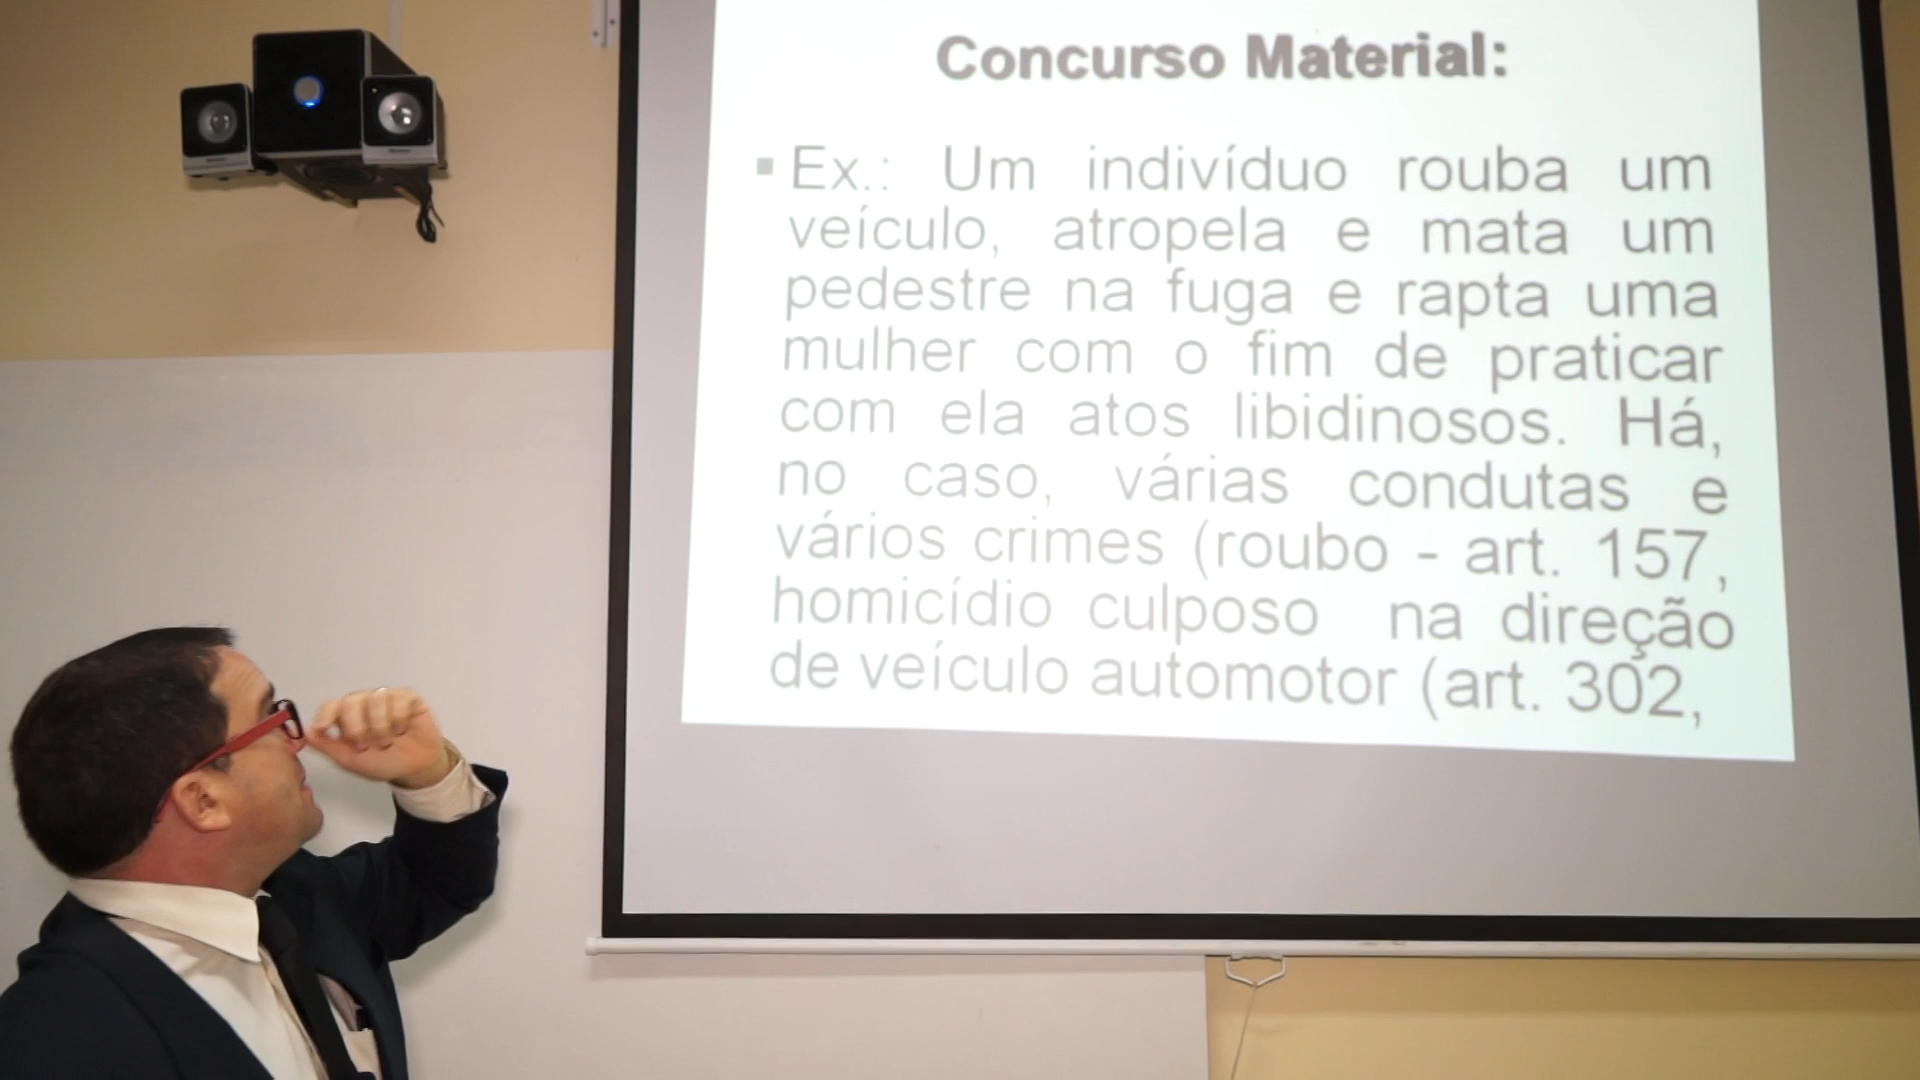 Concurso Material:
▪ Ex.: Um indivíduo rouba um
veículo, atropela e mata um
pedestre na fuga e rapta uma
mulher com o fim de praticar
com ela atos libidinosos. Há,
no caso, várias condutas e
vários crimes (roubo - art. 157,
homicídio culposo na direção
de veículo automotor (art. 302,